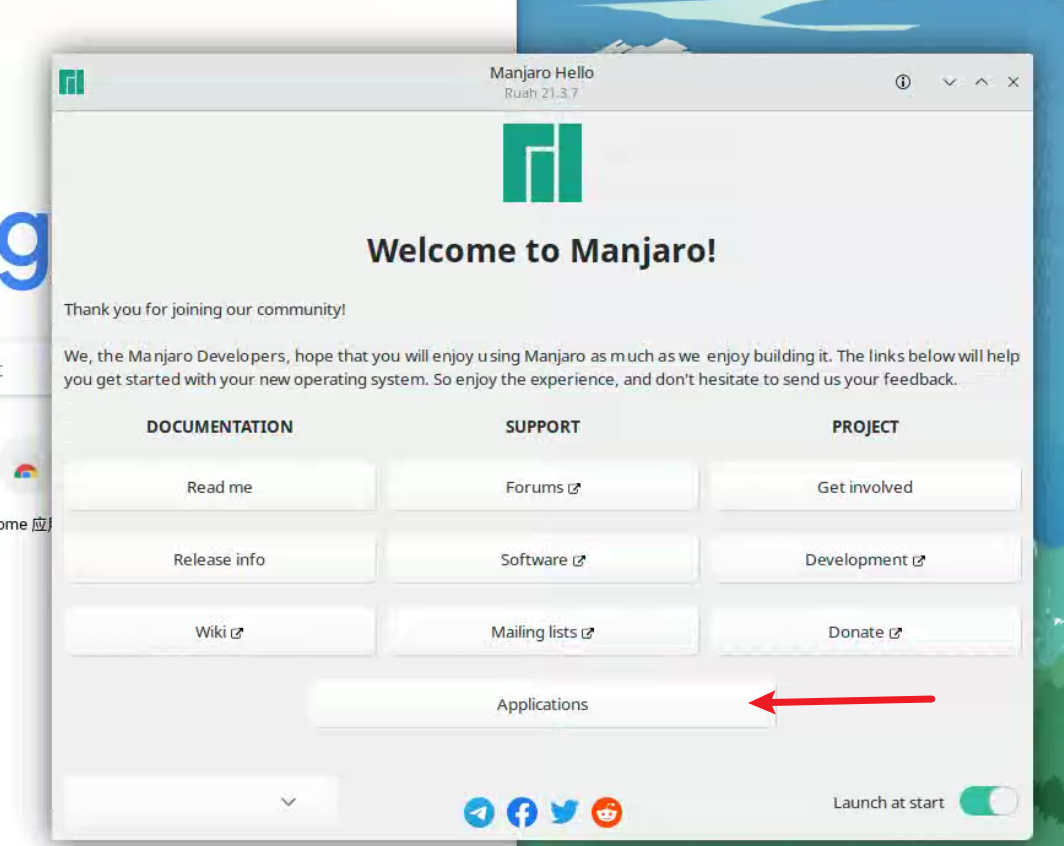 Manjaro Hello
Ruah 21.3.7
g
Welcome to Manjaro!
Thank you for joining our community!
We, the Manjaro Developers, hope that you will enjoy using Manjaro as much as we enjoy building it. The links below will help
you get started with your new operating system. So enjoy the experience, and don't hesitate to send us your feedback.
DOCUMENTATION SUPPORT PROJECT
Read me Forums Get involved
ome 应
Release info Software Development
Wiki Mailing lists Donate
Applications
Launch at start